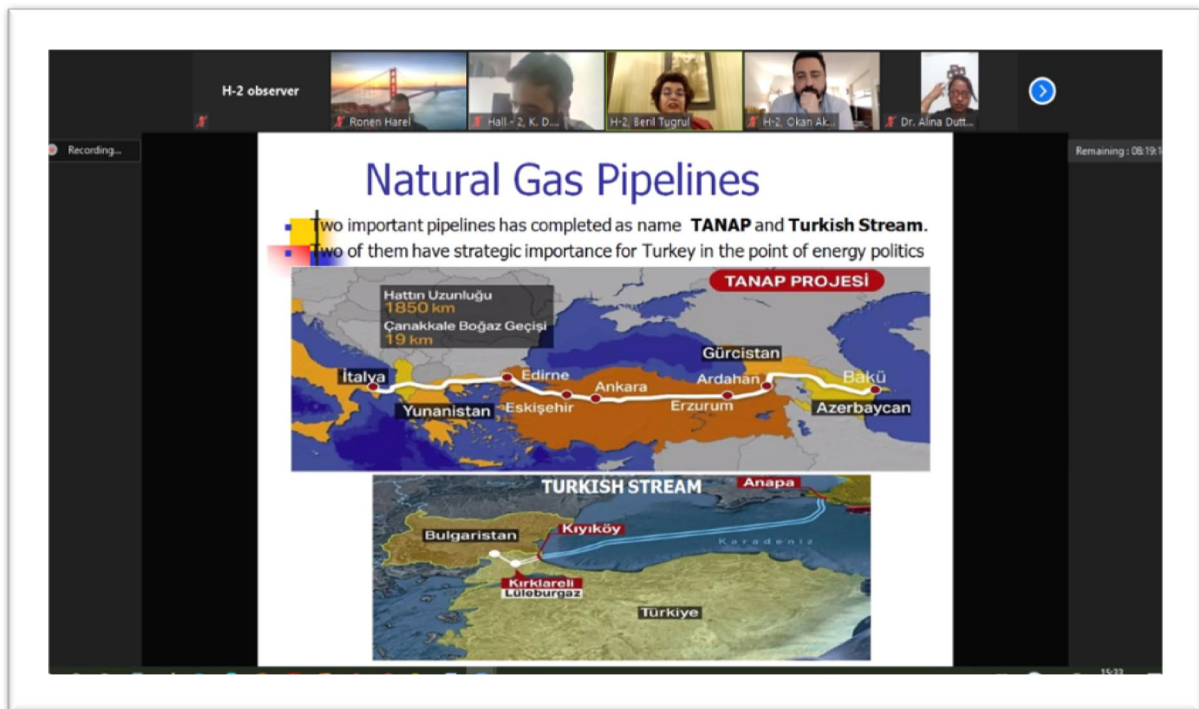 H-2 observer
Ronen Harel
Hall - 2, K. D...
H-2, Beril Tugrul
H-2, Okan Ak...
Dr. Alina Dutt...
Recording...
Remaining : 08:19:1
Natural Gas Pipelines
Two important pipelines has completed as name TANAP and Turkish Stream.
Two of them have strategic importance for Turkey in the point of energy politics
TANAP PROJESİ
Hattın Uzunluğu
1850 km
Çanakkale Boğaz Geçişi
19 km
Gürcistan
İtalya
Edirne
Ankara
Ardahan
Bakü
Yunanistan
Eskişehir
Erzurum
Azerbaycan
TURKISH STREAM
Anapa
Bulgaristan
Kıyıköy
Karadeniz
Kırklareli
Lüleburgaz
Türkiye